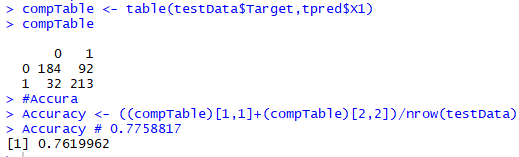 > compTable <- table(testData$Target,tpred$X1)
> compTable
0 1
0 184 92
1 32 213
> #Accura
> Accuracy <- ((compTable)[1,1]+(compTable)[2,2])/nrow(testData)
> Accuracy # 0.7758817
[1] 0.7619962